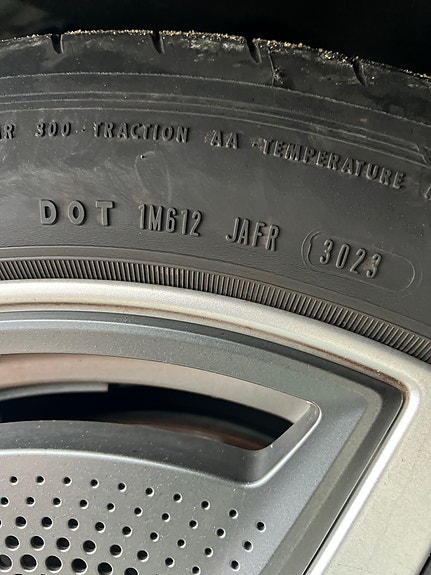 300 TRACTION AA TEMPERATURE
DOT 1M612 JAFR 3023